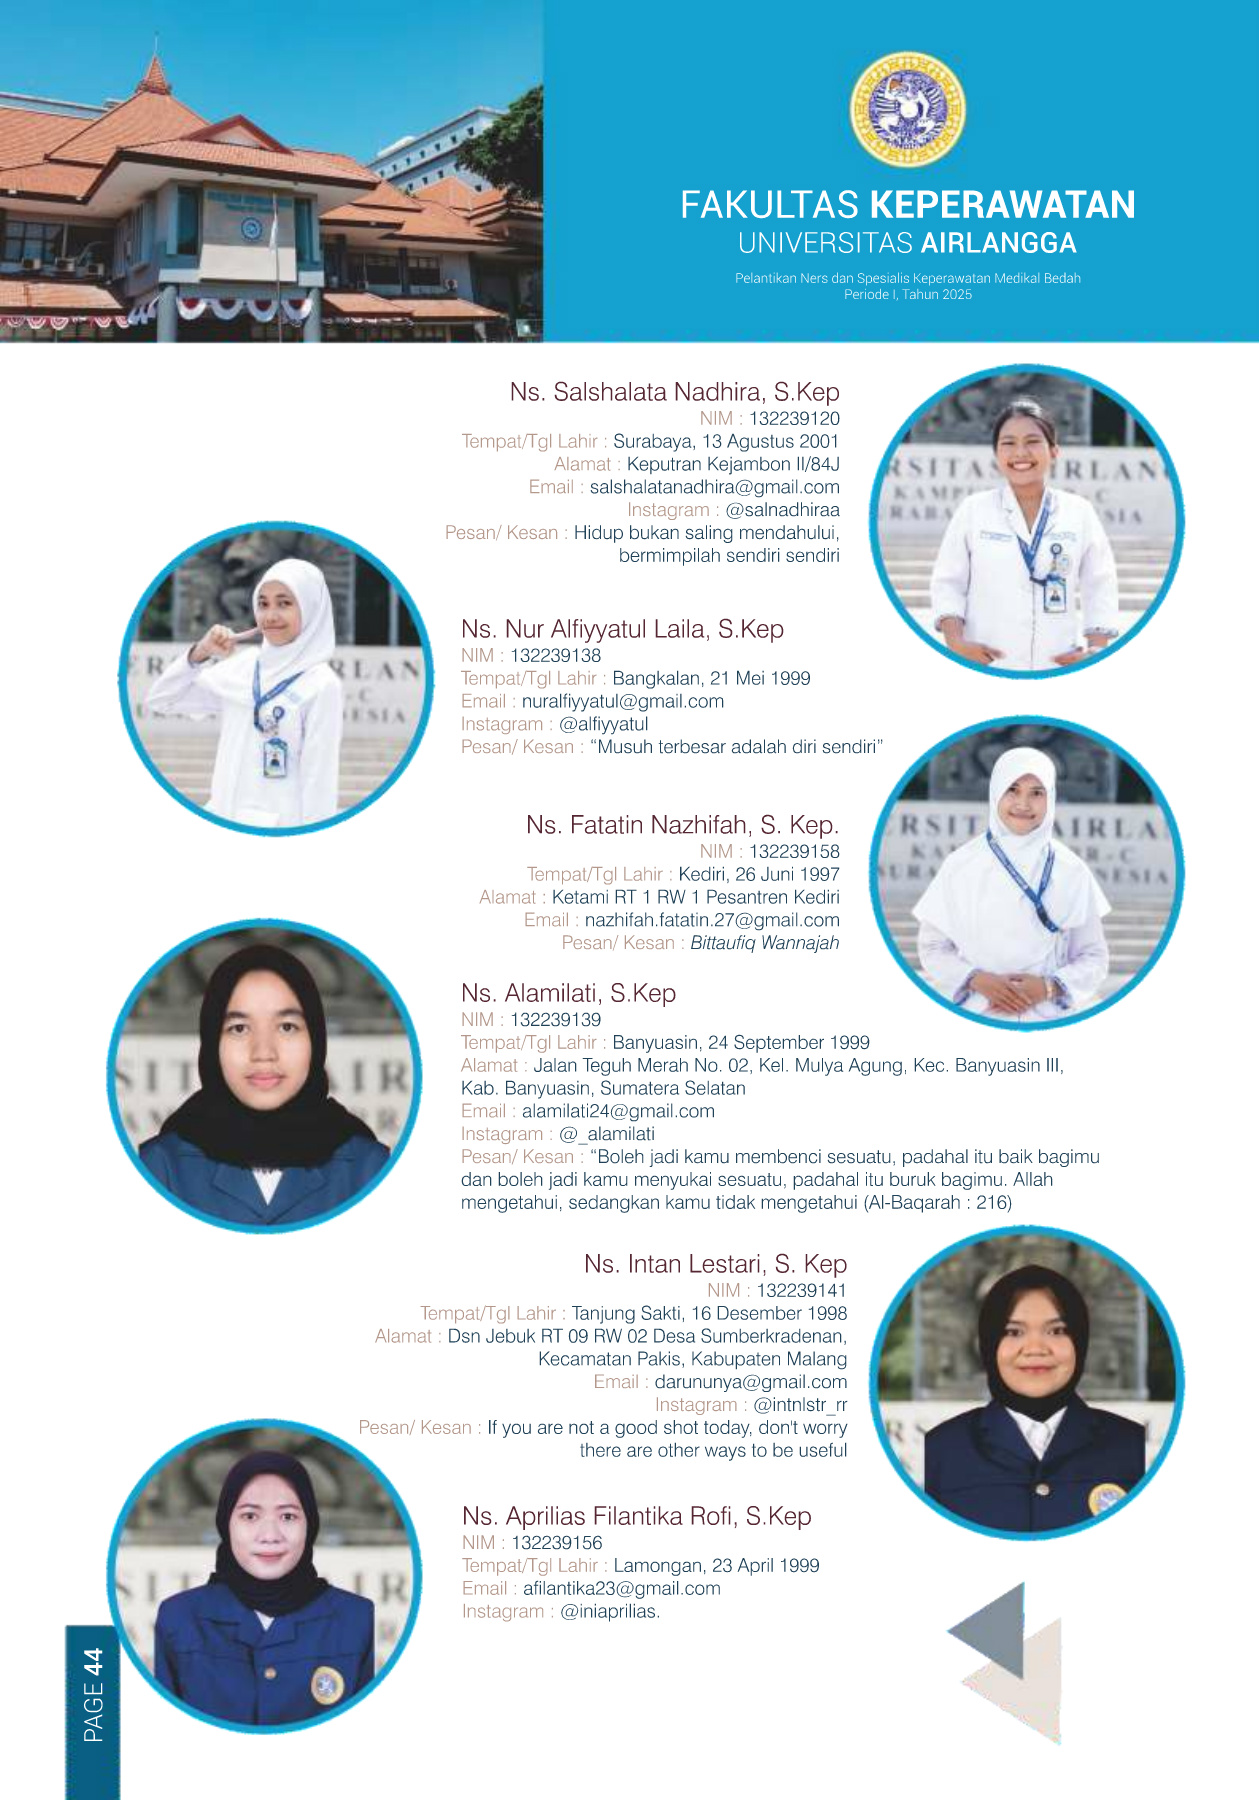 FAKULTAS KEPERAWATAN
UNIVERSITAS AIRLANGGA
Pelantikan Ners dan Spesialis Keperawatan Medikal Bedah
Periode I, Tahun 2025
Ns. Salshalata Nadhira, S.Kep
NIM : 132239120
Tempat/Tgl Lahir : Surabaya, 13 Agustus 2001
Alamat : Keputran Kejambon II/84J
Email : salshalatanadhira@gmail.com
Instagram : @salnadhiraa
Pesan/ Kesan : Hidup bukan saling mendahului,
bermimpilah sendiri sendiri
Ns. Nur Alfiyyatul Laila, S.Kep
NIM : 132239138
Tempat/Tgl Lahir : Bangkalan, 21 Mei 1999
Email : nuralfiyyatul@gmail.com
Instagram : @alfiyyatul
Pesan/ Kesan : “Musuh terbesar adalah diri sendiri”
Ns. Fatatin Nazhifah, S. Kep.
NIM : 132239158
Tempat/Tgl Lahir : Kediri, 26 Juni 1997
Alamat : Ketami RT 1 RW 1 Pesantren Kediri
Email : nazhifah.fatatin.27@gmail.com
Pesan/ Kesan : Bittaufiq Wannajah
Ns. Alamilati, S.Kep
NIM : 132239139
Tempat/Tgl Lahir : Banyuasin, 24 September 1999
Alamat : Jalan Teguh Merah No. 02, Kel. Mulya Agung, Kec. Banyuasin III,
Kab. Banyuasin, Sumatera Selatan
Email : alamilati24@gmail.com
Instagram : @_alamilati
Pesan/ Kesan : “Boleh jadi kamu membenci sesuatu, padahal itu baik bagimu
dan boleh jadi kamu menyukai sesuatu, padahal itu buruk bagimu. Allah
mengetahui, sedangkan kamu tidak mengetahui (Al-Baqarah : 216)
Ns. Intan Lestari, S. Kep
NIM : 132239141
Tempat/Tgl Lahir : Tanjung Sakti, 16 Desember 1998
Alamat : Dsn Jebuk RT 09 RW 02 Desa Sumberkradenan,
Kecamatan Pakis, Kabupaten Malang
Email : darununya@gmail.com
Instagram : @intnlstr_rr
Pesan/ Kesan : If you are not a good shot today, don't worry
there are other ways to be useful
Ns. Aprilias Filantika Rofi, S.Kep
NIM : 132239156
Tempat/Tgl Lahir : Lamongan, 23 April 1999
Email : afilantika23@gmail.com
Instagram : @iniaprilias.
PAGE 44